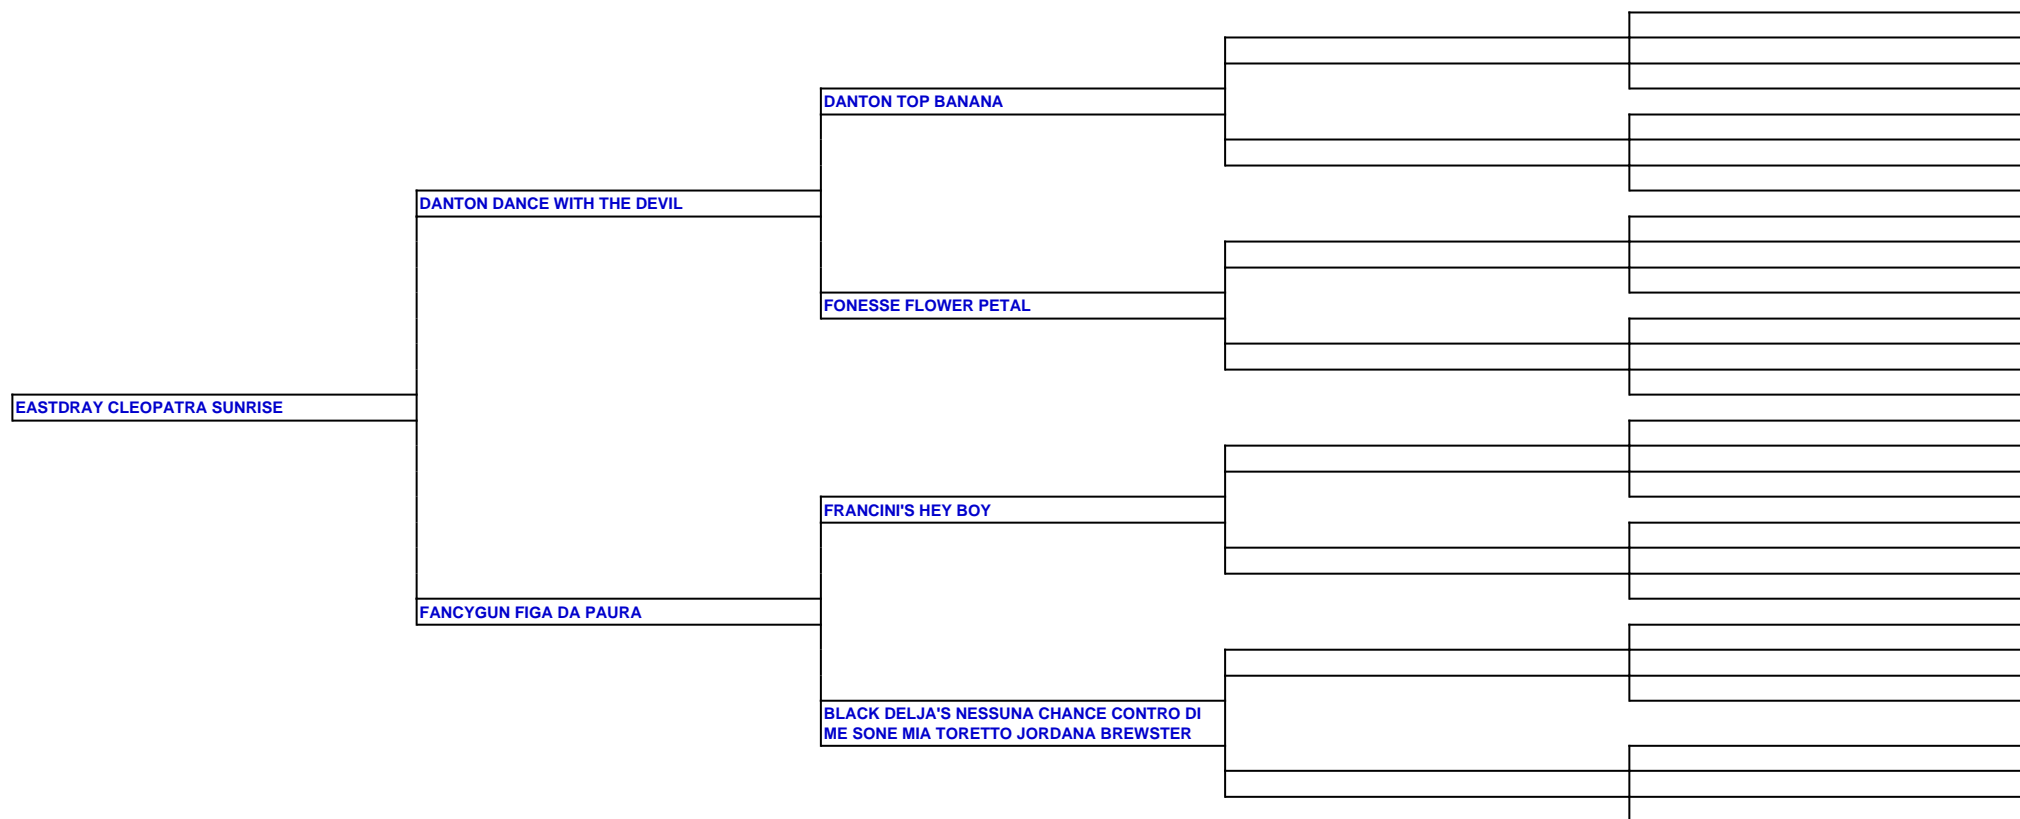 DANTON TOP BANANA
DANTON DANCE WITH THE DEVIL
FONESSE FLOWER PETAL
EASTDRAY CLEOPATRA SUNRISE
FRANCINI'S HEY BOY
FANCYGUN FIGA DA PAURA
BLACK DELJA'S NESSUNA CHANCE CONTRO DI
ME SONE MIA TORETTO JORDANA BREWSTER